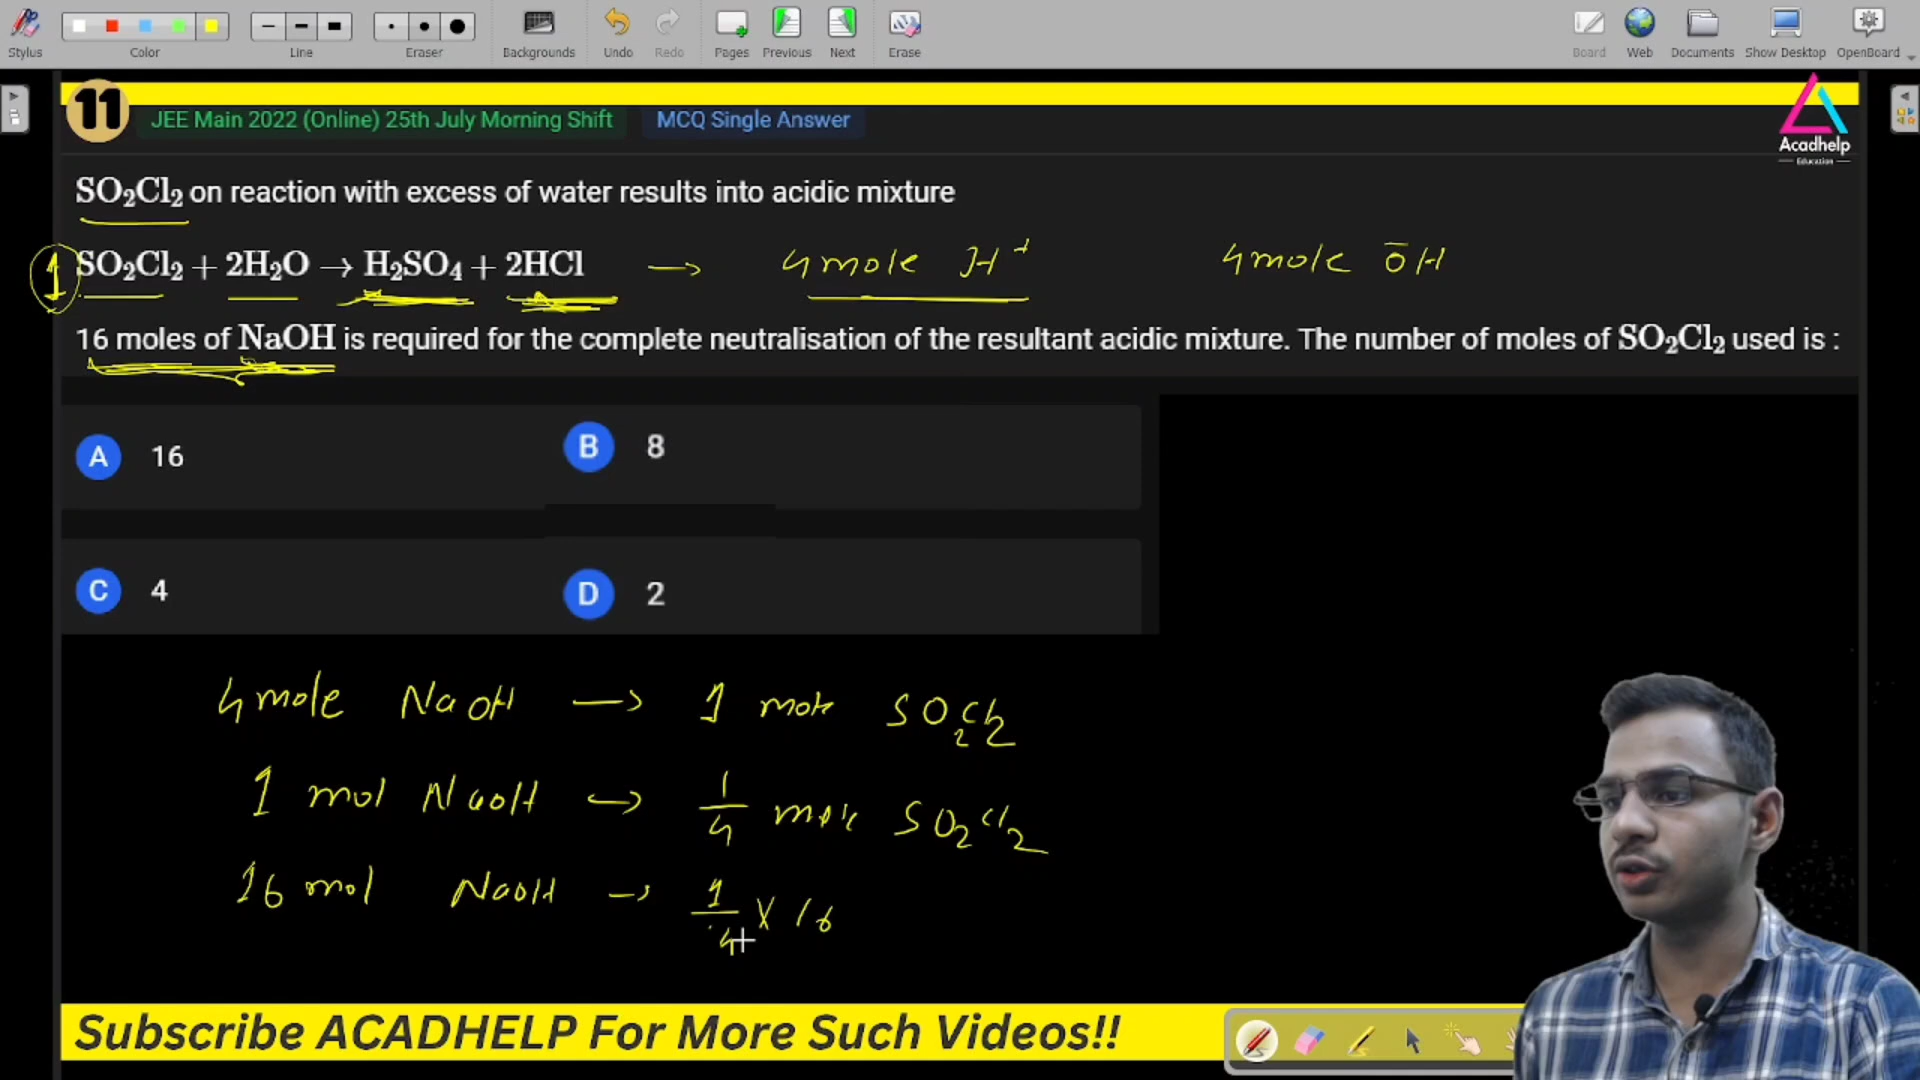 Stylus Color Line Eraser Backgrounds Undo Redo Pages Previous Next Erase Board Web Documents Show Desktop OpenBoard
11 JEE Main 2022 (Online) 25th July Morning Shift MCQ Single Answer
Acadhelp
Education
SO₂Cl₂ on reaction with excess of water results into acidic mixture
1 SO₂Cl₂ + 2H₂O → H₂SO₄ + 2HCl → 4 mole H⁺ 4 mole ŌH
16 moles of NaOH is required for the complete neutralisation of the resultant acidic mixture. The number of moles of SO₂Cl₂ used is :
A 16 B 8
C 4 D 2
4 mole NaOH → 1 mole SO₂Cl₂
1 mol NaOH → 1/4 mole SO₂Cl₂
16 mol NaOH → 1/4 × 16
Subscribe ACADHELP For More Such Videos!!